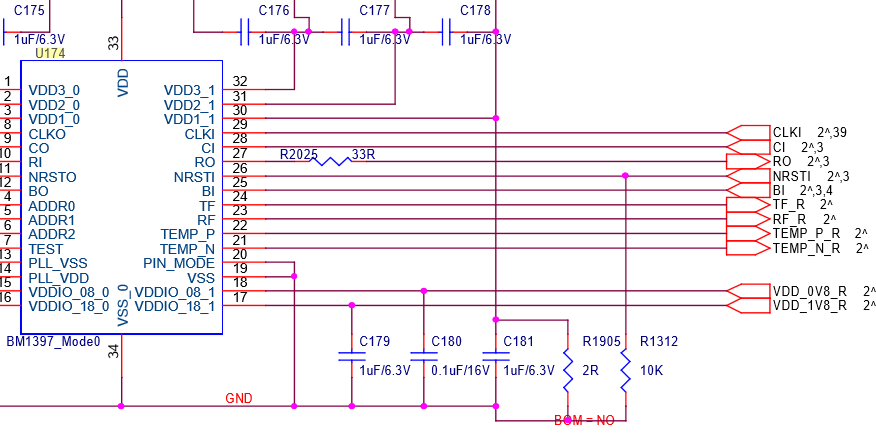 C175
C176
C177
C178
1uF/6.3V
1uF/6.3V
1uF/6.3V
1uF/6.3V
U174
33
VDD
1 VDD3_0 VDD3_1 32
2 VDD2_0 VDD2_1 31
3 VDD1_0 VDD1_1 30
8 CLKO CLKI 29 CLKI 2^,39
9 CO CI 28 CI 2^,3
10 RI RO 27 R2025 33R RO 2^,3
11 NRSTO NRSTI 26 NRSTI 2^,3
12 BO BI 25 BI 2^,3,4
4 ADDR0 TF 24 TF_R 2^
5 ADDR1 RF 23 RF_R 2^
6 ADDR2 TEMP_P 22 TEMP_P_R 2^
7 TEST TEMP_N 21 TEMP_N_R 2^
13 PLL_VSS PIN_MODE 20
14 PLL_VDD VSS 19
15 VDDIO_08_0 VDDIO_08_1 18 VDD_0V8_R 2^
16 VDDIO_18_0 VDDIO_18_1 17 VDD_1V8_R 2^
VSS_0
34
BM1397_Mode0
C179
1uF/6.3V
C180
0.1uF/16V
C181
1uF/6.3V
R1905
2R
R1312
10K
GND
BOM = NO